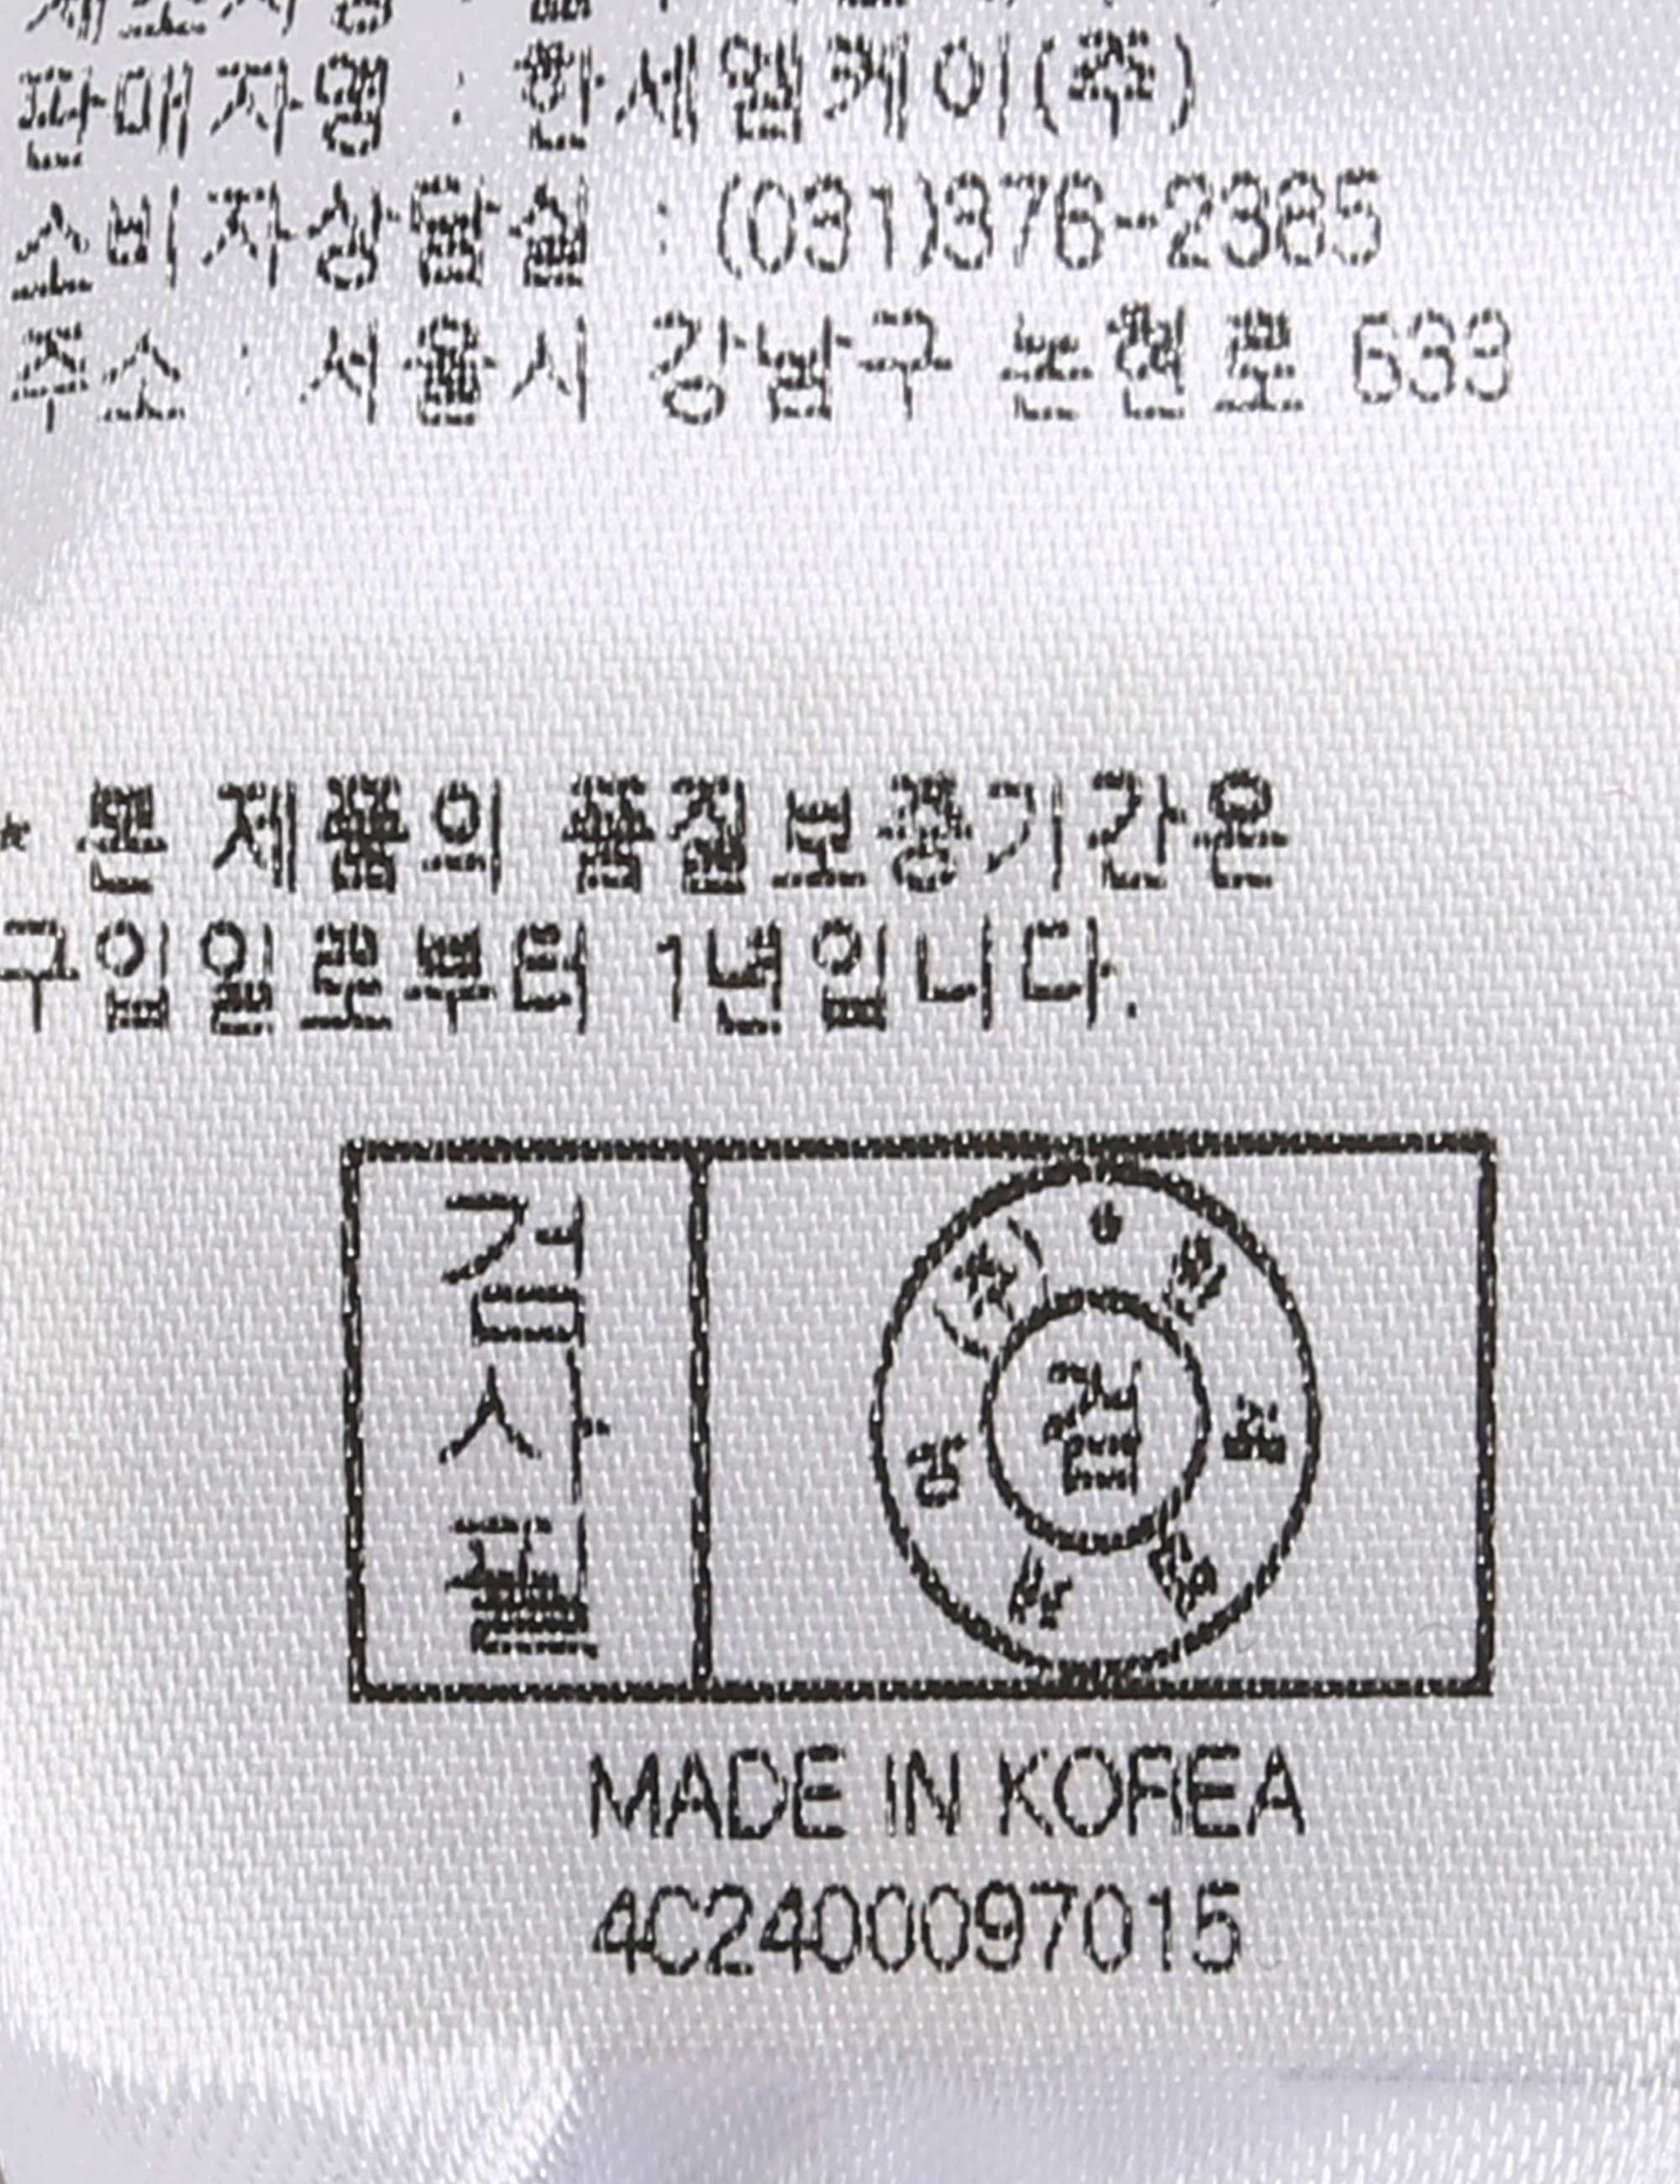 판매자명 : 한세엠케이(주)
소비자상담실 : (031)376-2365
주소 : 서울시 강남구 논현로 633
* 본 제품의 품질보증기간은
구입일로부터 1년입니다.
검사필
검
MADE IN KOREA
4C2400097015